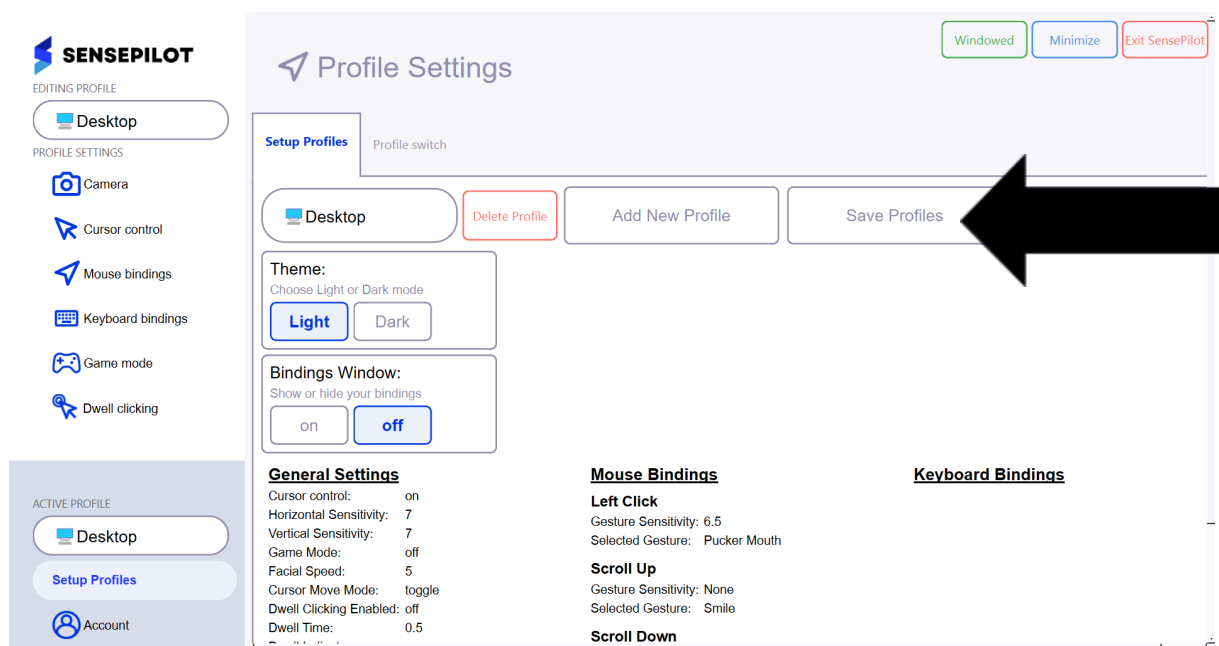 SENSEPILOT
EDITING PROFILE
Desktop
PROFILE SETTINGS
Camera
Cursor control
Mouse bindings
Keyboard bindings
Game mode
Dwell clicking
ACTIVE PROFILE
Desktop
Setup Profiles
Account
Profile Settings
Windowed
Minimize
Exit SensePilot
Setup Profiles
Profile switch
Desktop
Delete Profile
Add New Profile
Save Profiles
Theme:
Choose Light or Dark mode
Light
Dark
Bindings Window:
Show or hide your bindings
on
off
General Settings
Cursor control: on
Horizontal Sensitivity: 7
Vertical Sensitivity: 7
Game Mode: off
Facial Speed: 5
Cursor Move Mode: toggle
Dwell Clicking Enabled: off
Dwell Time: 0.5
Mouse Bindings
Left Click
Gesture Sensitivity: 6.5
Selected Gesture: Pucker Mouth
Scroll Up
Gesture Sensitivity: None
Selected Gesture: Smile
Scroll Down
Keyboard Bindings